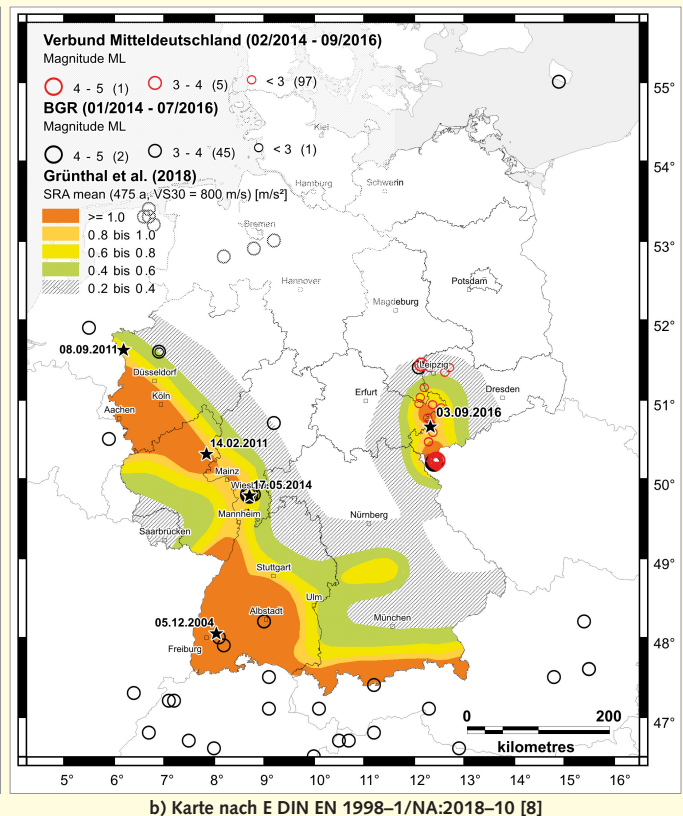 Verbund Mitteldeutschland (02/2014 - 09/2016)
Magnitude ML
4 - 5 (1) 3 - 4 (5) < 3 (97)
BGR (01/2014 - 07/2016)
Magnitude ML
4 - 5 (2) 3 - 4 (45) < 3 (1)
Grünthal et al. (2018)
SRA mean (475 a, VS30 = 800 m/s) [m/s²]
>= 1.0
0.8 bis 1.0
0.6 bis 0.8
0.4 bis 0.6
0.2 bis 0.4
Kiel
Hamburg
Schwerin
Bremen
Hannover
Potsdam
Magdeburg
08.09.2011
Düsseldorf
Köln
Aachen
Leipzig
Erfurt
Dresden
03.09.2016
14.02.2011
Mainz
17.05.2014
Mannheim
Saarbrücken
Nürnberg
Stuttgart
Ulm
Albstadt
München
05.12.2004
Freiburg
55°
54°
53°
52°
51°
50°
49°
48°
47°
0 200
kilometres
5° 6° 7° 8° 9° 10° 11° 12° 13° 14° 15° 16°
b) Karte nach E DIN EN 1998–1/NA:2018–10 [8]